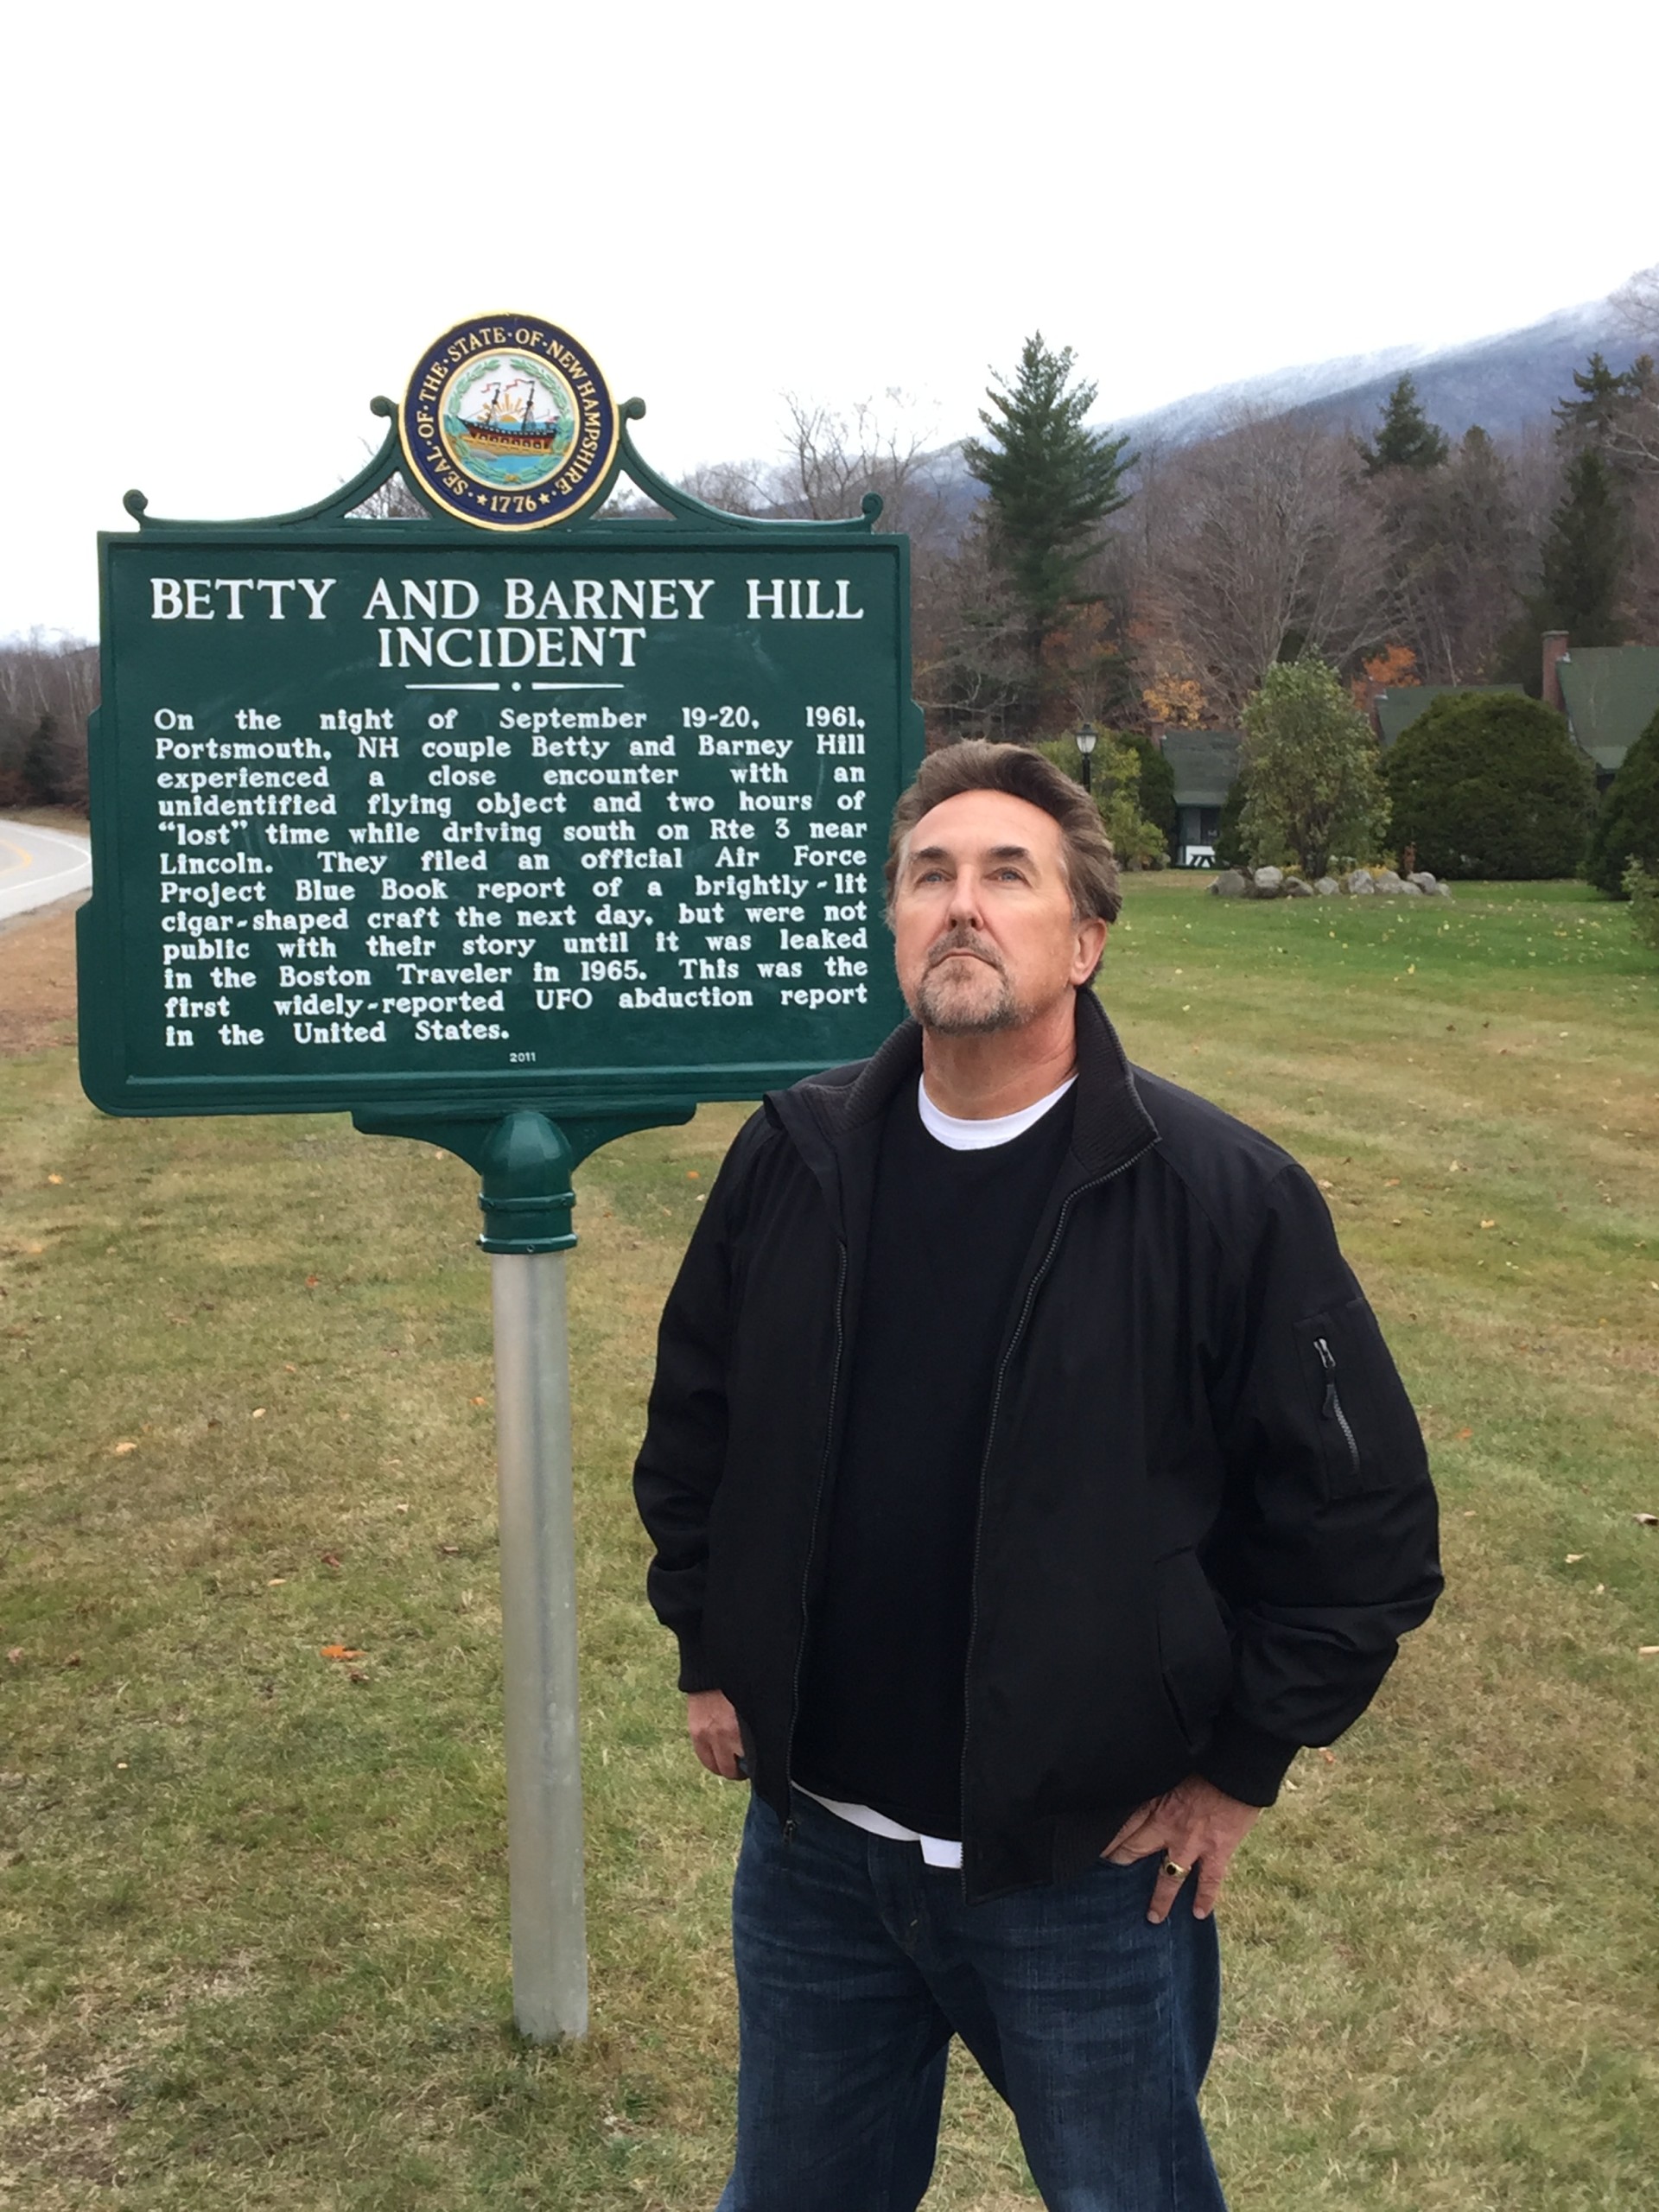 SEAL·OF·THE·STATE·OF·NEW HAMPSHIRE·
★1776★
BETTY AND BARNEY HILL
INCIDENT
On the night of September 19-20, 1961,
Portsmouth, NH couple Betty and Barney Hill
experienced a close encounter with an
unidentified flying object and two hours of
“lost” time while driving south on Rte 3 near
Lincoln. They filed an official Air Force
Project Blue Book report of a brightly-lit
cigar-shaped craft the next day, but were not
public with their story until it was leaked
in the Boston Traveler in 1965. This was the
first widely-reported UFO abduction report
in the United States.
2011